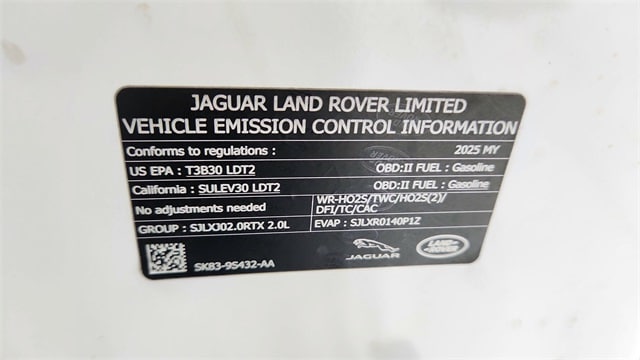 JAGUAR LAND ROVER LIMITED
VEHICLE EMISSION CONTROL INFORMATION
Conforms to regulations : 2025 MY
US EPA : T3B30 LDT2 OBD:II FUEL : Gasoline
California : SULEV30 LDT2 OBD:II FUEL : Gasoline
No adjustments needed WR-HO2S/TWC/HO2S(2)/
DFI/TC/CAC
GROUP : SJLXJ02.0RTX 2.0L EVAP : SJLXR0140P1Z
SK83-9S432-AA JAGUAR LAND-ROVER